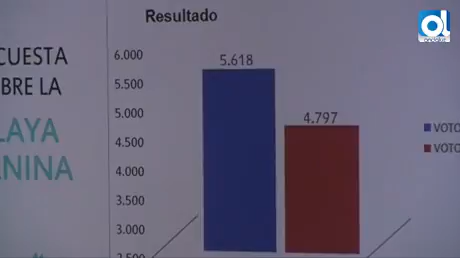 Resultado
CUESTA
BRE LA
LAYA
NINA
6.000
5.500
5.000
4.500
4.000
3.500
3.000
5.618
4.797
VOTO
VOTO